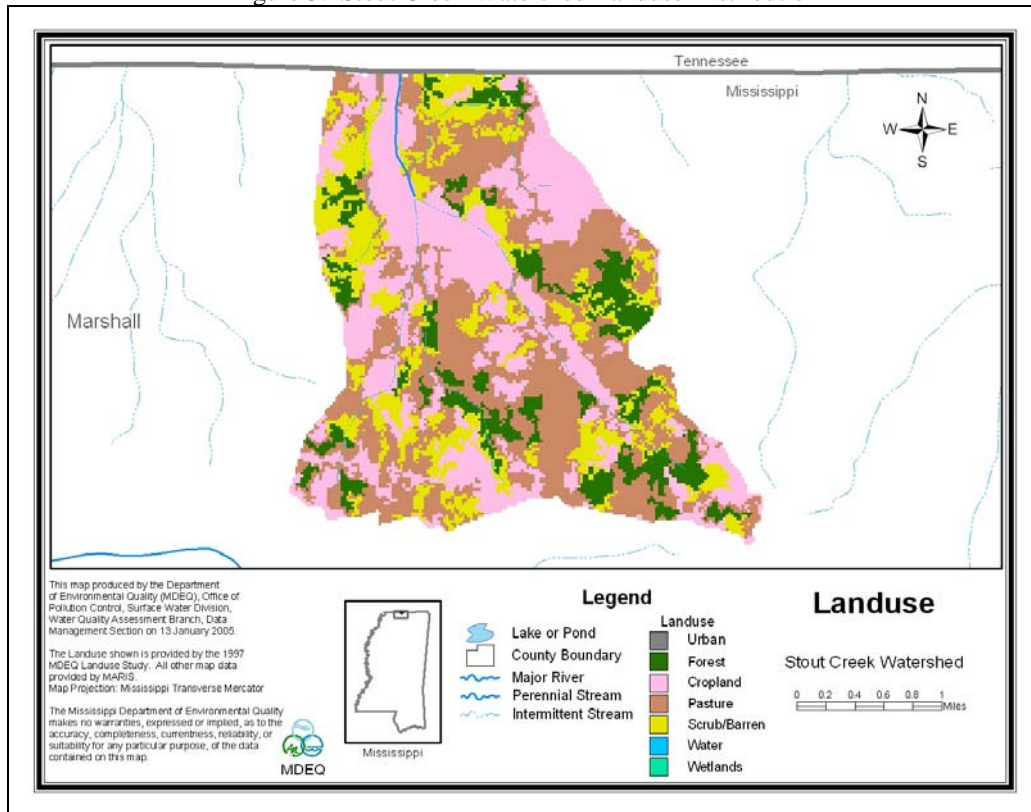 Tennessee
Mississippi
N
W E
S
Marshall
This map produced by the Department
of Environmental Quality (MDEQ), Office of
Pollution Control, Surface Water Division,
Water Quality Assessment Branch, Data
Management Section on 13 January 2005.
The Landuse shown is provided by the 1997
MDEQ Landuse Study. All other map data
provided by MARIS.
Map Projection: Mississippi Transverse Mercator
The Mississippi Department of Environmental Quality
makes no warranties, expressed or implied, as to the
accuracy, completeness, currentness, reliability, or
suitability for any particular purpose, of the data
contained on this map.
MDEQ
Mississippi
Legend
Lake or Pond
County Boundary
Major River
Perennial Stream
Intermittent Stream
Landuse
Urban
Forest
Cropland
Pasture
Scrub/Barren
Water
Wetlands
Landuse
Stout Creek Watershed
0 0.2 0.4 0.6 0.8 1
Miles